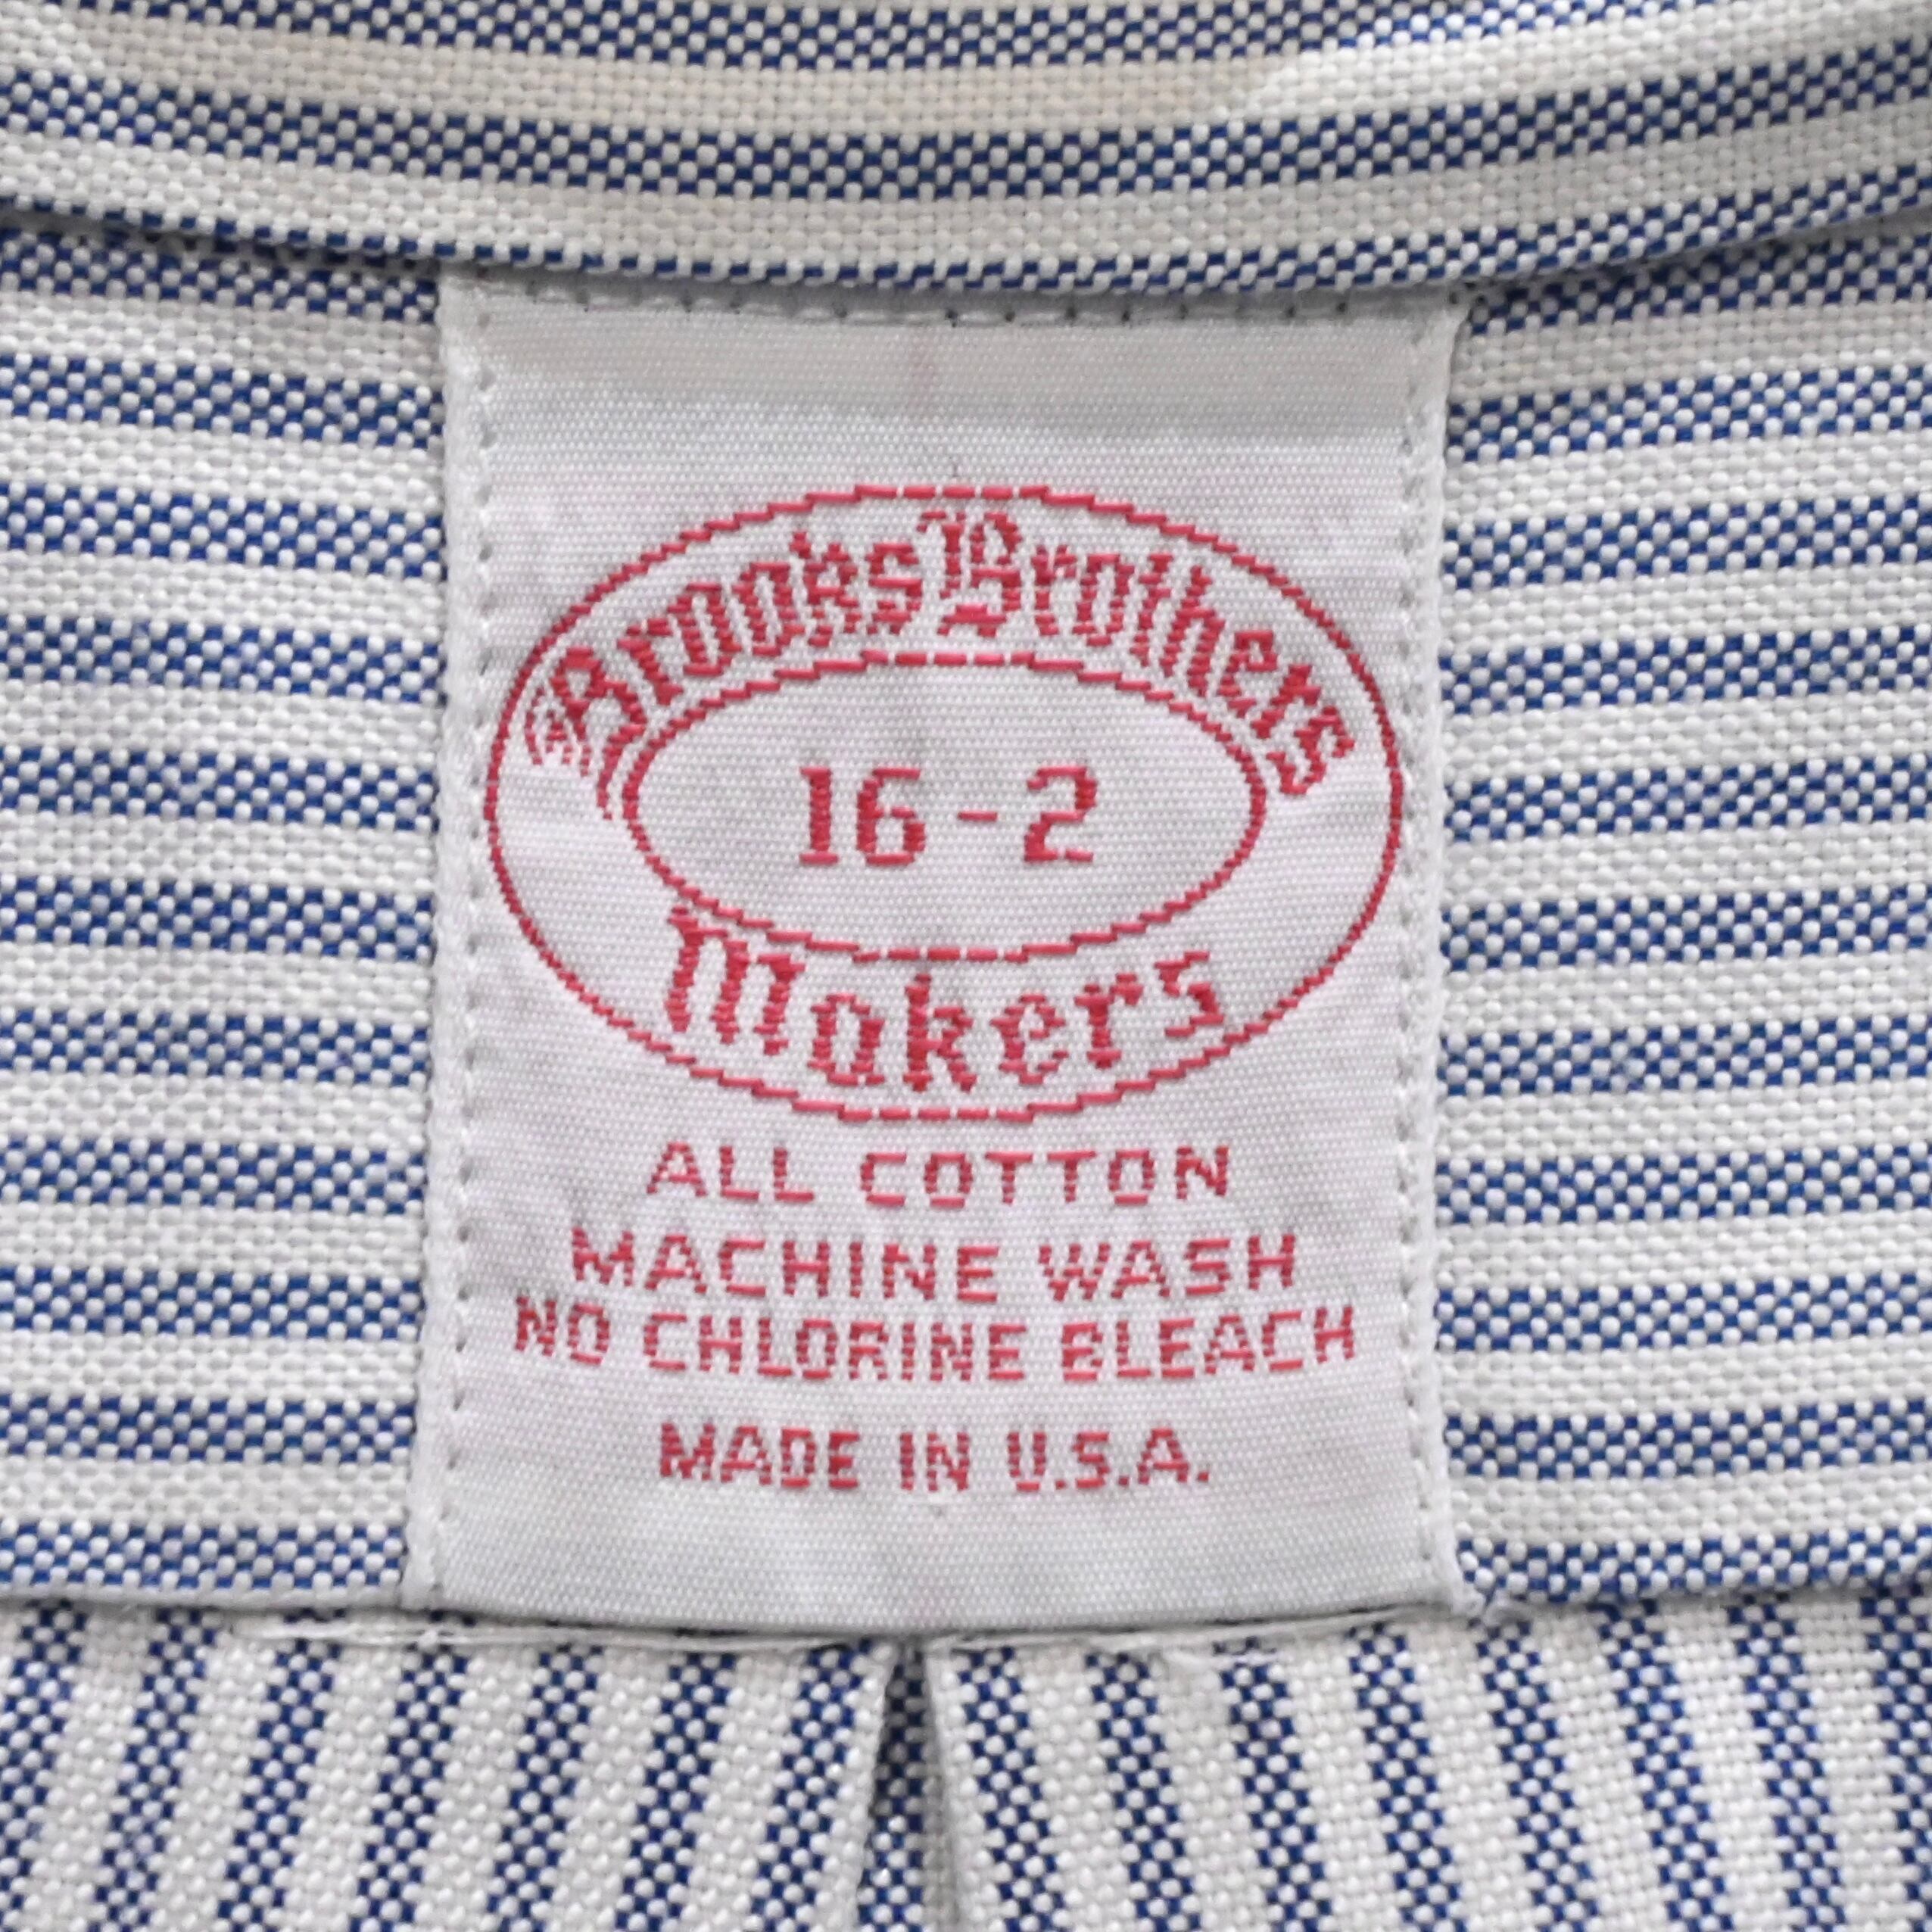 Brooks Brothers
16-2
Makers
ALL COTTON
MACHINE WASH
NO CHLORINE BLEACH
MADE IN U.S.A.